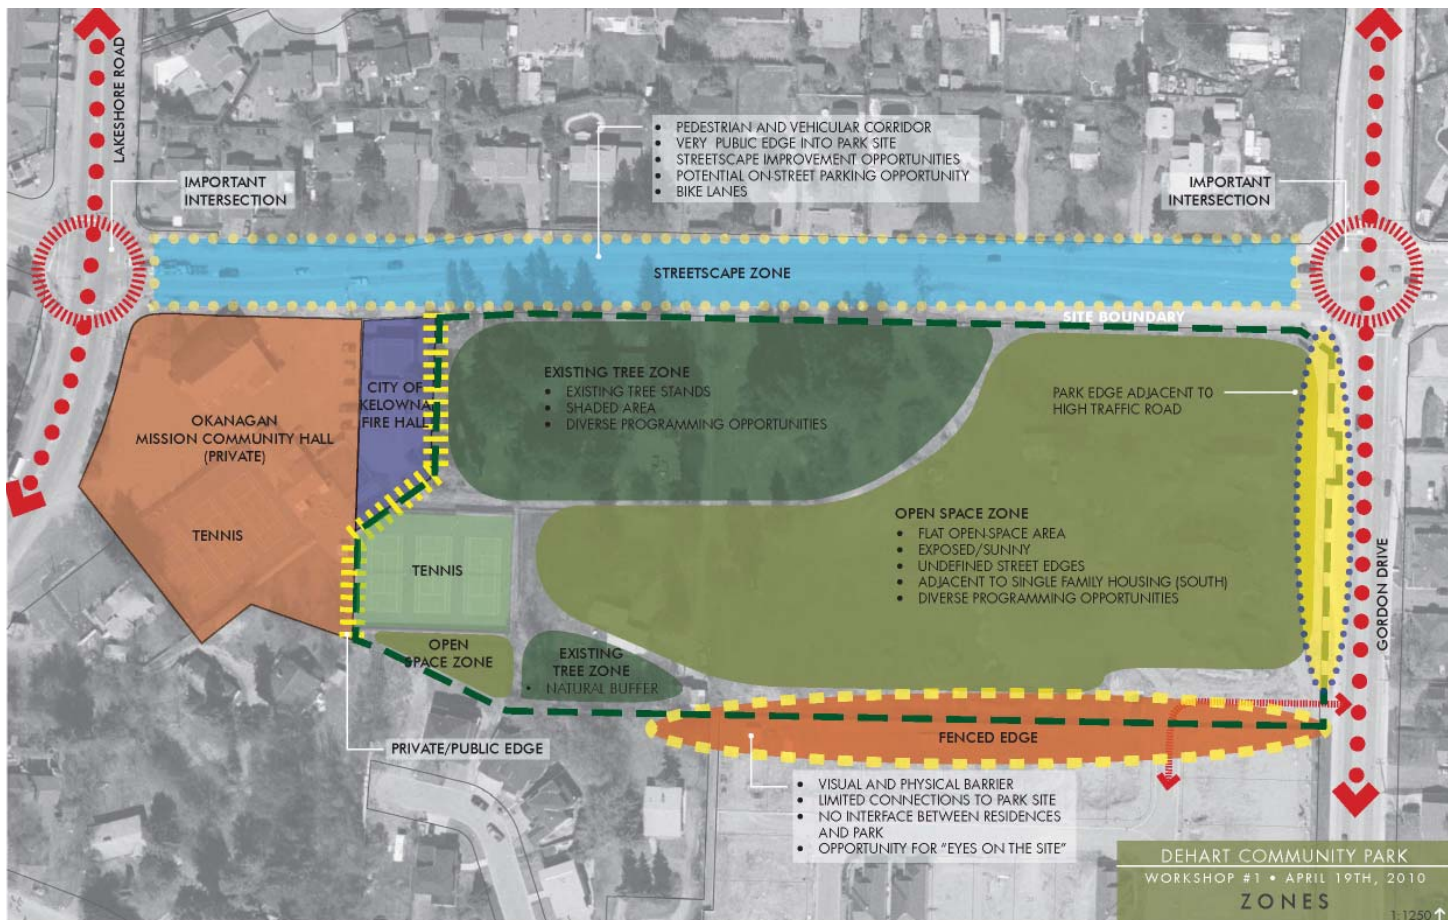 LAKESHORE ROAD
IMPORTANT
INTERSECTION
• PEDESTRIAN AND VEHICULAR CORRIDOR
• VERY PUBLIC EDGE INTO PARK SITE
• STREETSCAPE IMPROVEMENT OPPORTUNITIES
• POTENTIAL ON-STREET PARKING OPPORTUNITY
• BIKE LANES
IMPORTANT
INTERSECTION
STREETSCAPE ZONE
SITE BOUNDARY
OKANAGAN
MISSION COMMUNITY HALL
(PRIVATE)
TENNIS
CITY OF
KELOWNA
FIRE HALL
EXISTING TREE ZONE
• EXISTING TREE STANDS
• SHADED AREA
• DIVERSE PROGRAMMING OPPORTUNITIES
PARK EDGE ADJACENT TO
HIGH TRAFFIC ROAD
OPEN SPACE ZONE
• FLAT OPEN-SPACE AREA
• EXPOSED/SUNNY
• UNDEFINED STREET EDGES
• ADJACENT TO SINGLE FAMILY HOUSING (SOUTH)
• DIVERSE PROGRAMMING OPPORTUNITIES
GORDON DRIVE
TENNIS
OPEN
SPACE ZONE
EXISTING
TREE ZONE
• NATURAL BUFFER
PRIVATE/PUBLIC EDGE
FENCED EDGE
• VISUAL AND PHYSICAL BARRIER
• LIMITED CONNECTIONS TO PARK SITE
• NO INTERFACE BETWEEN RESIDENCES
AND PARK
• OPPORTUNITY FOR "EYES ON THE SITE"
DEHART COMMUNITY PARK
WORKSHOP #1 • APRIL 19TH, 2010
ZONES
1:1250